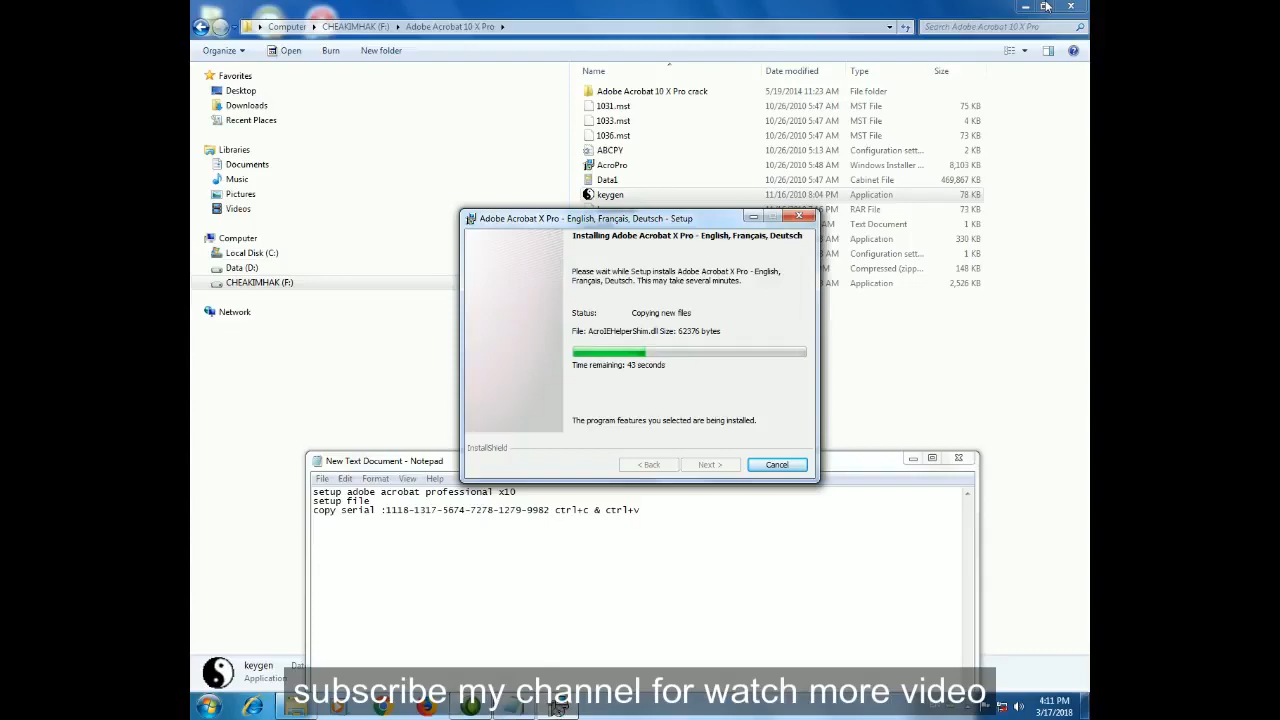 Computer ▸ CHEAKIMHAK (F:) ▸ Adobe Acrobat 10 X Pro ▸
Search Adobe Acrobat 10 X Pro
Organize Open Burn New folder
Name Date modified Type Size
Favorites
Desktop
Downloads
Recent Places
Libraries
Documents
Music
Pictures
Videos
Computer
Local Disk (C:)
Data (D:)
CHEAKIMHAK (F:)
Network
Adobe Acrobat 10 X Pro crack 5/19/2014 11:23 AM File folder
1031.mst 10/26/2010 5:47 AM MST File 75 KB
1033.mst 10/26/2010 5:47 AM MST File 4 KB
1036.mst 10/26/2010 5:47 AM MST File 73 KB
ABCPY 10/26/2010 5:13 AM Configuration sett... 2 KB
AcroPro 10/26/2010 5:48 AM Windows Installer ... 8,103 KB
Data1 10/26/2010 5:47 AM Cabinet File 469,867 KB
keygen 11/16/2010 8:04 PM Application 78 KB
RAR File 73 KB
Text Document 1 KB
Application 330 KB
Configuration sett... 1 KB
Compressed (zipp... 148 KB
Application 2,526 KB
Adobe Acrobat X Pro - English, Français, Deutsch - Setup
Installing Adobe Acrobat X Pro - English, Français, Deutsch
Please wait while Setup installs Adobe Acrobat X Pro - English,
Français, Deutsch. This may take several minutes.
Status: Copying new files
File: AcroIEHelperShim.dll Size: 62376 bytes
Time remaining: 43 seconds
The program features you selected are being installed.
InstallShield
< Back Next > Cancel
New Text Document - Notepad
File Edit Format View Help
setup adobe acrobat professional x10
setup file
copy serial :1118-1317-5674-7278-1279-9982 ctrl+c & ctrl+v
keygen
Application
subscribe my channel for watch more video
4:11 PM
3/17/2018